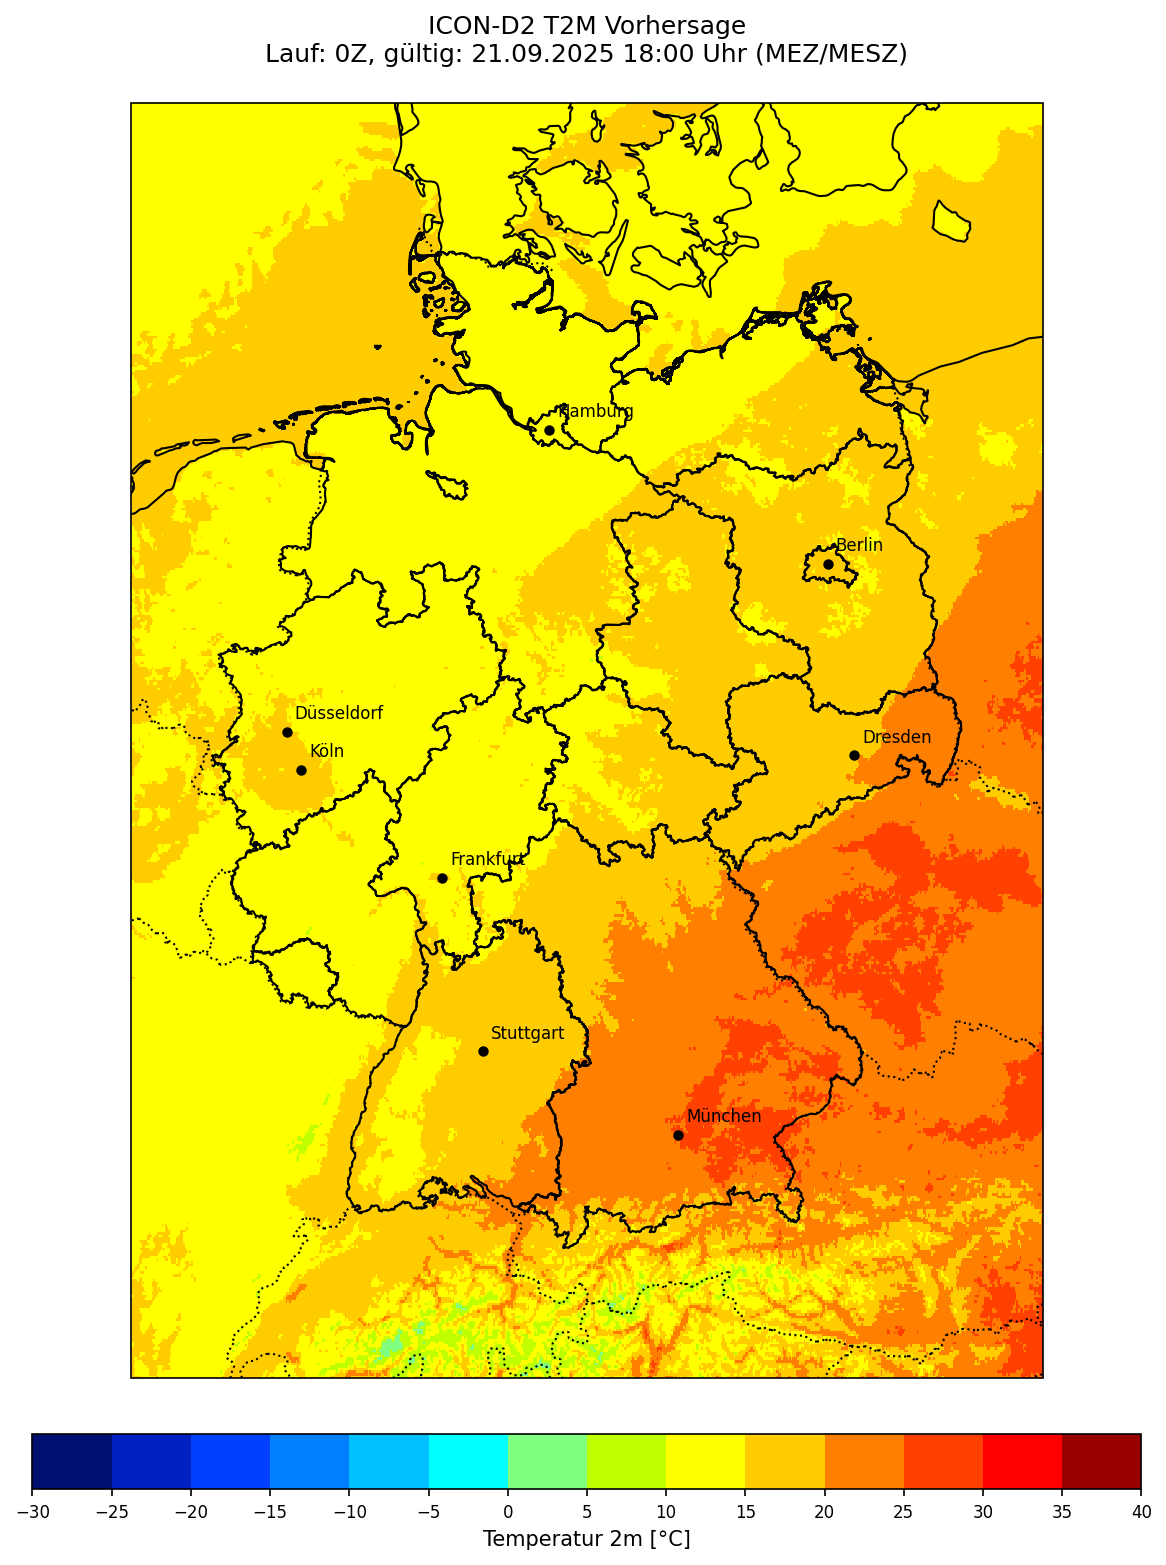 ICON-D2 T2M Vorhersage
Lauf: 0Z, gültig: 21.09.2025 18:00 Uhr (MEZ/MESZ)
Hamburg
Berlin
Düsseldorf
Dresden
Köln
Frankfurt
Stuttgart
München
−30 −25 −20 −15 −10 −5 0 5 10 15 20 25 30 35 40
Temperatur 2m [°C]